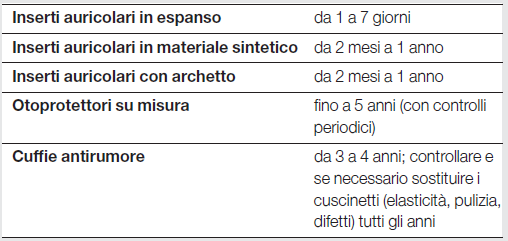 Inserti auricolari in espanso da 1 a 7 giorni
Inserti auricolari in materiale sintetico da 2 mesi a 1 anno
Inserti auricolari con archetto da 2 mesi a 1 anno
Otoprotettori su misura fino a 5 anni (con controlli
periodici)
Cuffie antirumore da 3 a 4 anni; controllare e
se necessario sostituire i
cuscinetti (elasticità, pulizia,
difetti) tutti gli anni